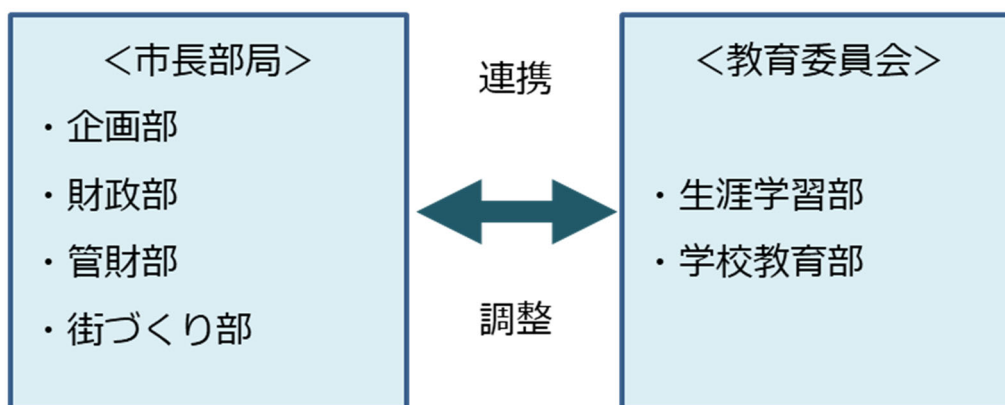 ＜市長部局＞
・企画部
・財政部
・管財部
・街づくり部
連携
調整
＜教育委員会＞
・生涯学習部
・学校教育部